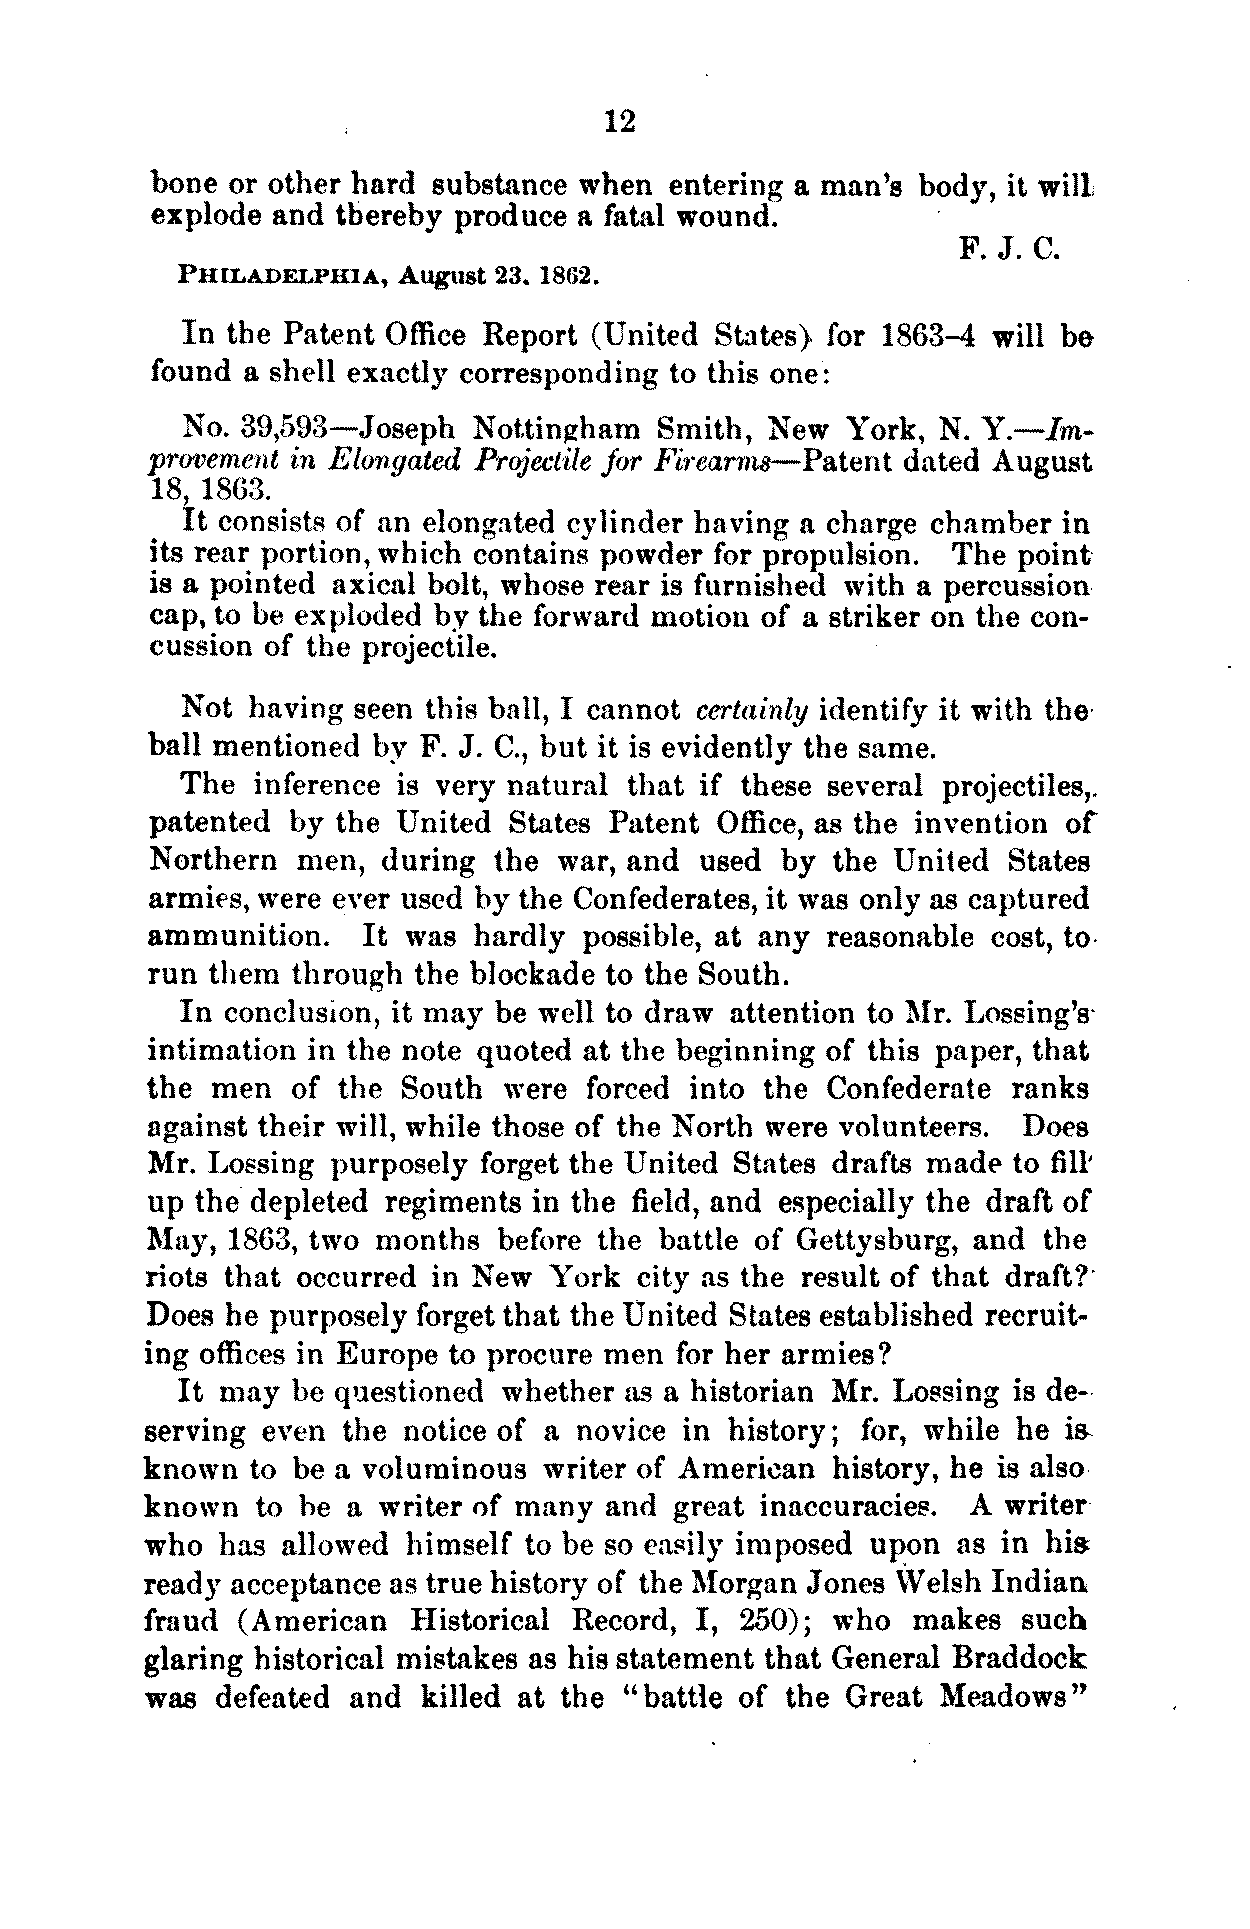 12
bone or other hard substance when entering a man's body, it will
explode and thereby produce a fatal wound.
F. J. C.
PHILADELPHIA, August 23. 1862.
In the Patent Office Report (United States) for 1863-4 will be
found a shell exactly corresponding to this one:
No. 39,593—Joseph Nottingham Smith, New York, N. Y.—Im-
provement in Elongated Projectile for Firearms—Patent dated August
18, 1863.
It consists of an elongated cylinder having a charge chamber in
its rear portion, which contains powder for propulsion. The point
is a pointed axical bolt, whose rear is furnished with a percussion
cap, to be exploded by the forward motion of a striker on the con-
cussion of the projectile.
Not having seen this ball, I cannot certainly identify it with the
ball mentioned by F. J. C., but it is evidently the same.
The inference is very natural that if these several projectiles,
patented by the United States Patent Office, as the invention of
Northern men, during the war, and used by the United States
armies, were ever used by the Confederates, it was only as captured
ammunition. It was hardly possible, at any reasonable cost, to
run them through the blockade to the South.
In conclusion, it may be well to draw attention to Mr. Lossing's
intimation in the note quoted at the beginning of this paper, that
the men of the South were forced into the Confederate ranks
against their will, while those of the North were volunteers. Does
Mr. Lossing purposely forget the United States drafts made to fill
up the depleted regiments in the field, and especially the draft of
May, 1863, two months before the battle of Gettysburg, and the
riots that occurred in New York city as the result of that draft?
Does he purposely forget that the United States established recruit-
ing offices in Europe to procure men for her armies?
It may be questioned whether as a historian Mr. Lossing is de-
serving even the notice of a novice in history; for, while he is
known to be a voluminous writer of American history, he is also
known to be a writer of many and great inaccuracies. A writer
who has allowed himself to be so easily imposed upon as in his
ready acceptance as true history of the Morgan Jones Welsh Indian
fraud (American Historical Record, I, 250); who makes such
glaring historical mistakes as his statement that General Braddock
was defeated and killed at the "battle of the Great Meadows"